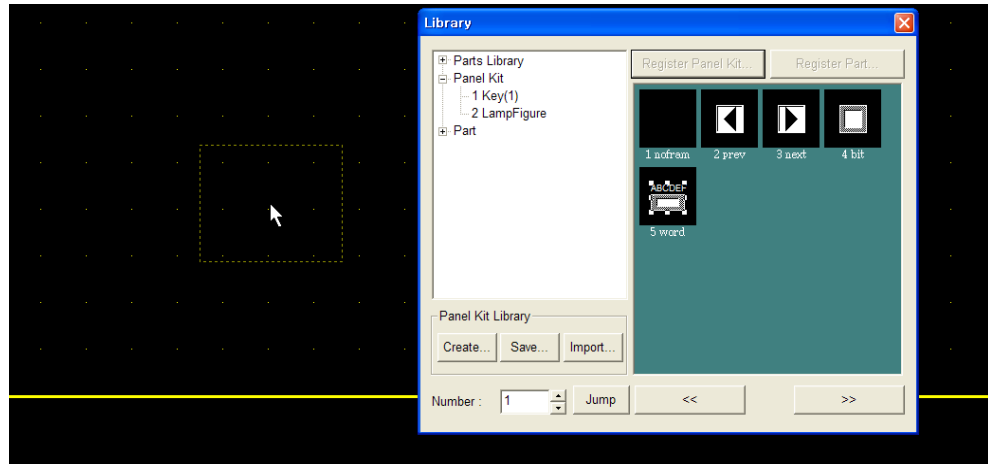 Library
Parts Library
Panel Kit
1 Key(1)
2 LampFigure
Part
Register Panel Kit...
Register Part...
1 nofram
2 prev
3 next
4 bit
ABCDEF
5 word
Panel Kit Library
Create...
Save...
Import...
Number :
1
Jump
<<
>>